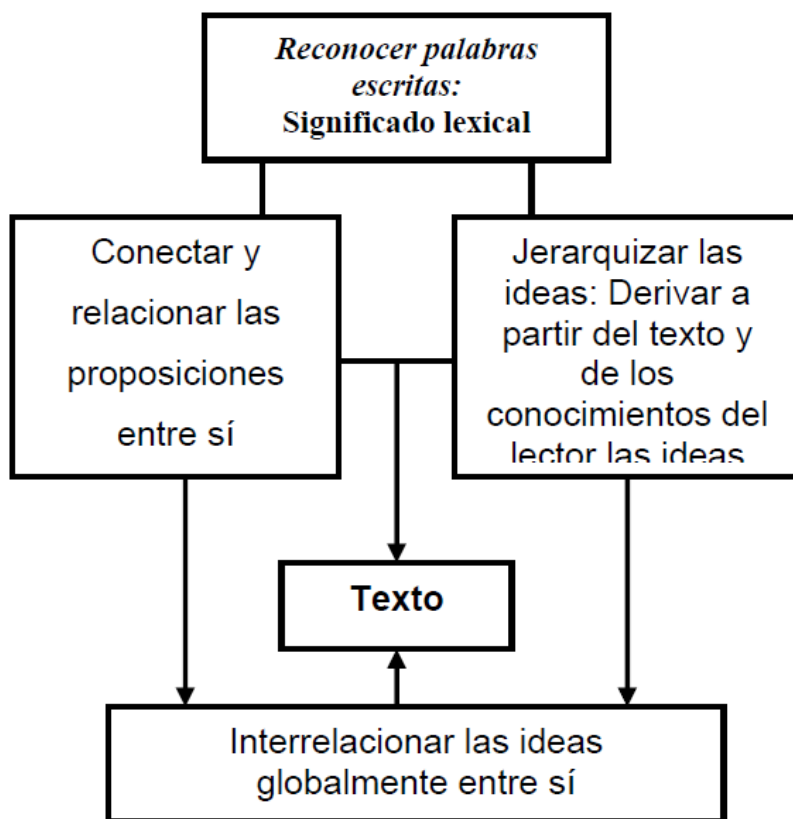 Reconocer palabras
escritas:
Significado lexical
Conectar y
relacionar las
proposiciones
entre sí
Jerarquizar las
ideas: Derivar a
partir del texto y
de los
conocimientos del
lector las ideas
Texto
Interrelacionar las ideas
globalmente entre sí